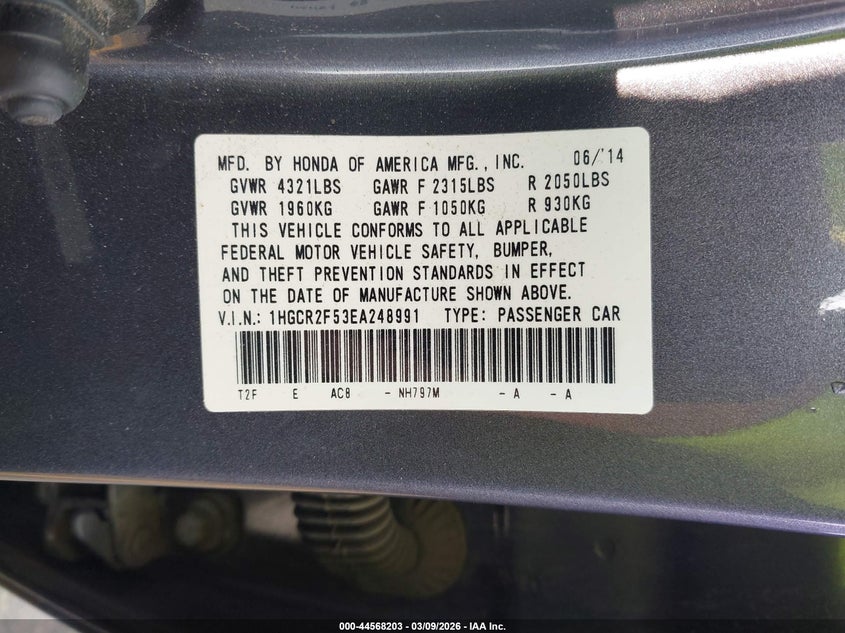 MFD. BY HONDA OF AMERICA MFG., INC. 06/'14
GVWR 4321LBS GAWR F 2315LBS R 2050LBS
GVWR 1960KG GAWR F 1050KG R 930KG
THIS VEHICLE CONFORMS TO ALL APPLICABLE
FEDERAL MOTOR VEHICLE SAFETY, BUMPER,
AND THEFT PREVENTION STANDARDS IN EFFECT
ON THE DATE OF MANUFACTURE SHOWN ABOVE.
V.I.N.: 1HGCR2F53EA248991 TYPE: PASSENGER CAR
T2F E AC8 - NH797M - A - A
000-44568203 | 03/09/2026 - IAA Inc.